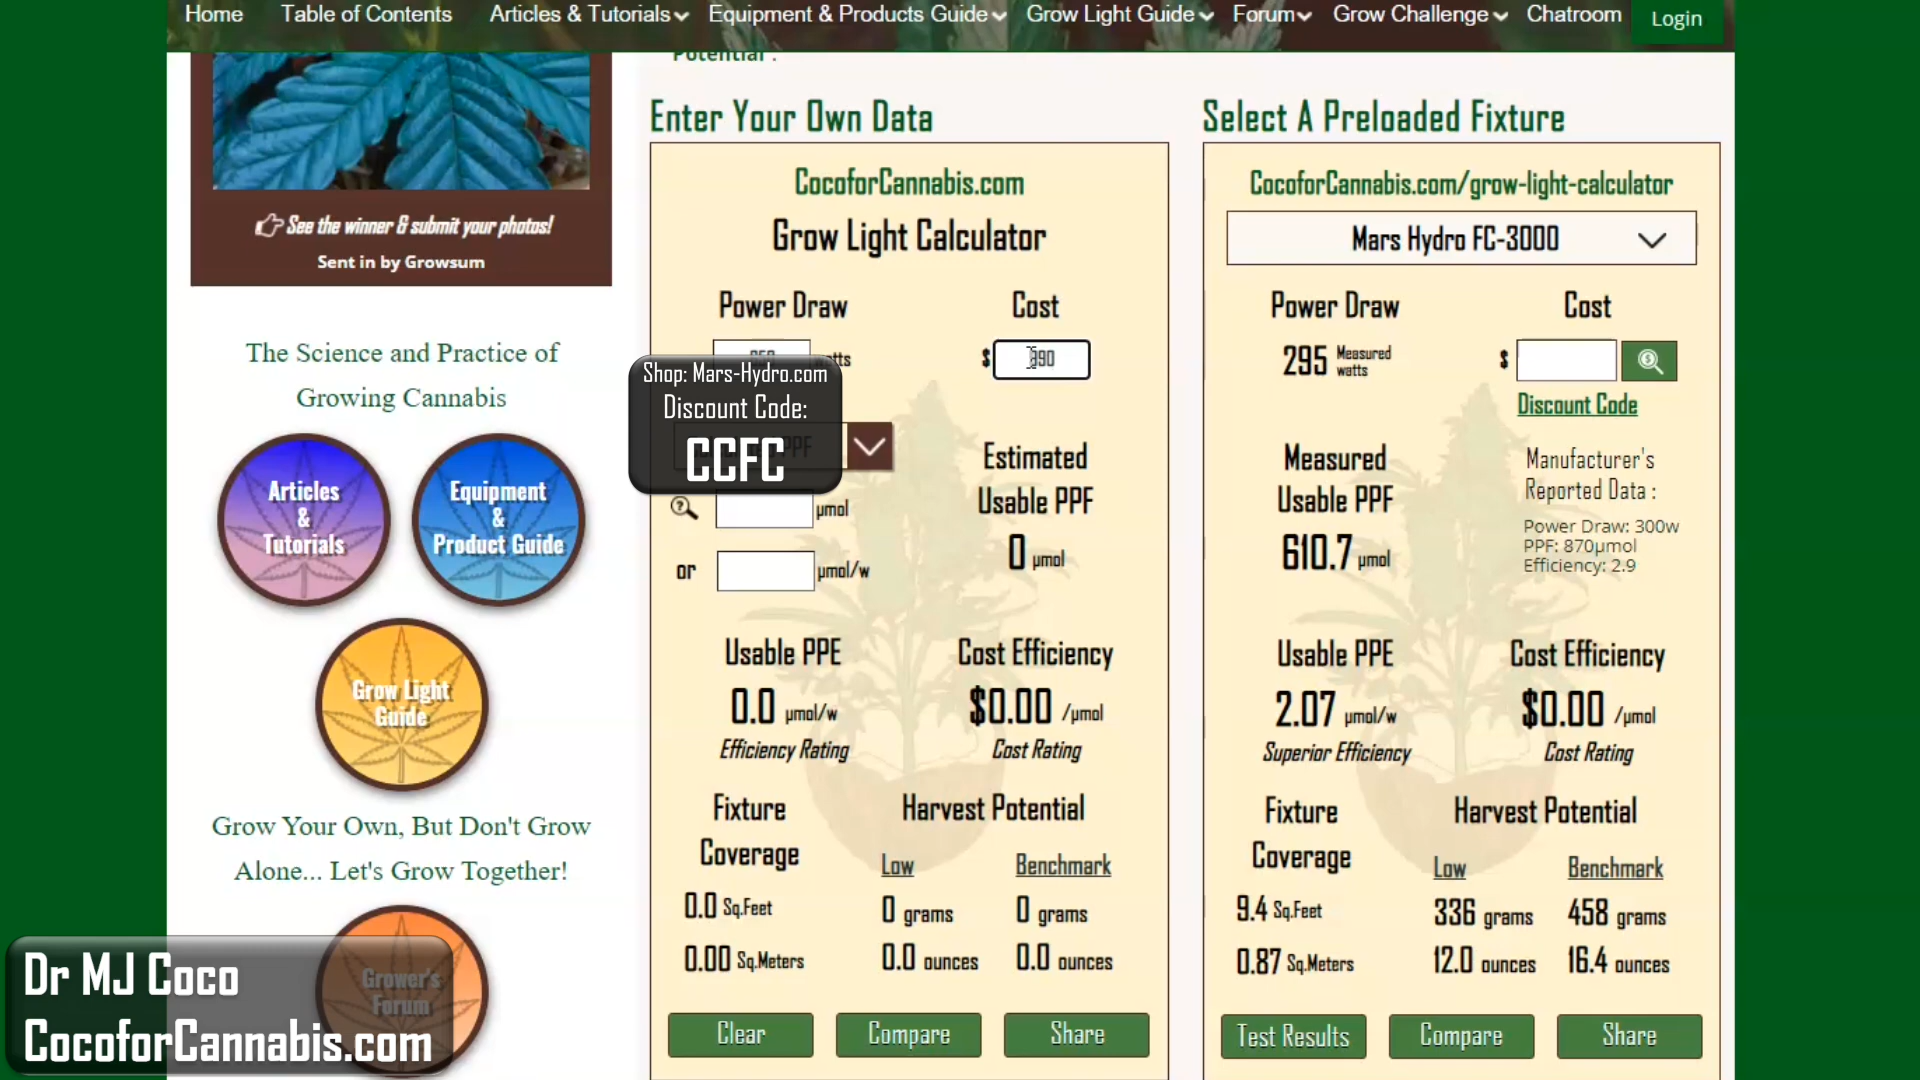 Home
Table of Contents
Articles & Tutorials
Equipment & Products Guide
Grow Light Guide
Forum
Grow Challenge
Chatroom
Login
See the winner & submit your photos!
Sent in by Growsum
The Science and Practice of
Growing Cannabis
Articles
&
Tutorials
Equipment
&
Product Guide
Grow Light
Guide
Grow Your Own, But Don't Grow
Alone... Let's Grow Together!
Grower's
Forum
Dr MJ Coco
CocoforCannabis.com
Potential :
Enter Your Own Data
CocoforCannabis.com
Grow Light Calculator
Power Draw
Cost
watts
$
Shop: Mars-Hydro.com
Discount Code:
CCFC
PPF
µmol
or
µmol/w
Estimated
Usable PPF
0 µmol
Usable PPE
0.0 µmol/w
Efficiency Rating
Cost Efficiency
$0.00 /µmol
Cost Rating
Fixture
Coverage
0.0 Sq.Feet
0.00 Sq.Meters
Harvest Potential
Low
Benchmark
0 grams
0 grams
0.0 ounces
0.0 ounces
Clear
Compare
Share
Select A Preloaded Fixture
CocoforCannabis.com/grow-light-calculator
Mars Hydro FC-3000
Power Draw
Cost
295 Measured watts
$
Discount Code
Measured
Usable PPF
610.7 µmol
Manufacturer's
Reported Data :
Power Draw: 300w
PPF: 870µmol
Efficiency: 2.9
Usable PPE
2.07 µmol/w
Superior Efficiency
Cost Efficiency
$0.00 /µmol
Cost Rating
Fixture
Coverage
9.4 Sq.Feet
0.87 Sq.Meters
Harvest Potential
Low
Benchmark
336 grams
458 grams
12.0 ounces
16.4 ounces
Test Results
Compare
Share